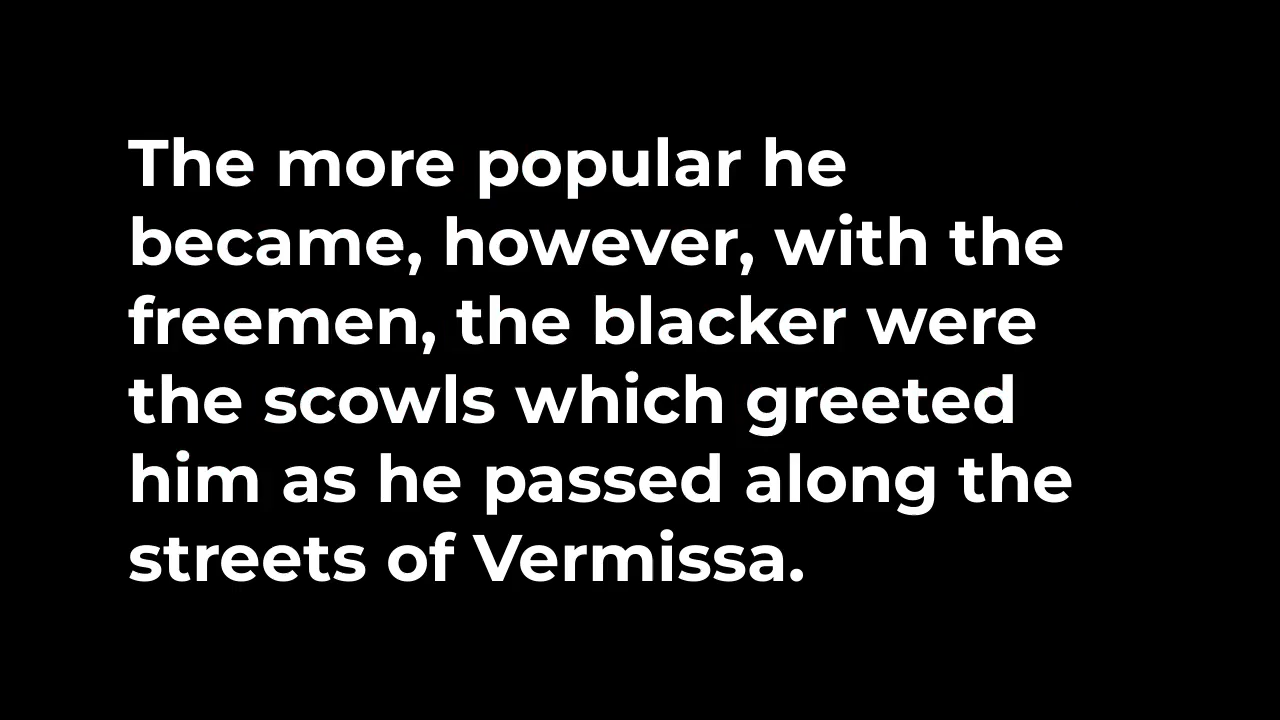 The more popular he
became, however, with the
freemen, the blacker were
the scowls which greeted
him as he passed along the
streets of Vermissa.